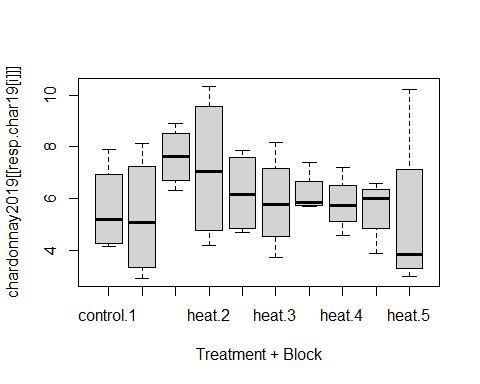 chardonnay2019[[resp.char19[i]]]
10
8
6
4
control.1 heat.2 heat.3 heat.4 heat.5
Treatment + Block